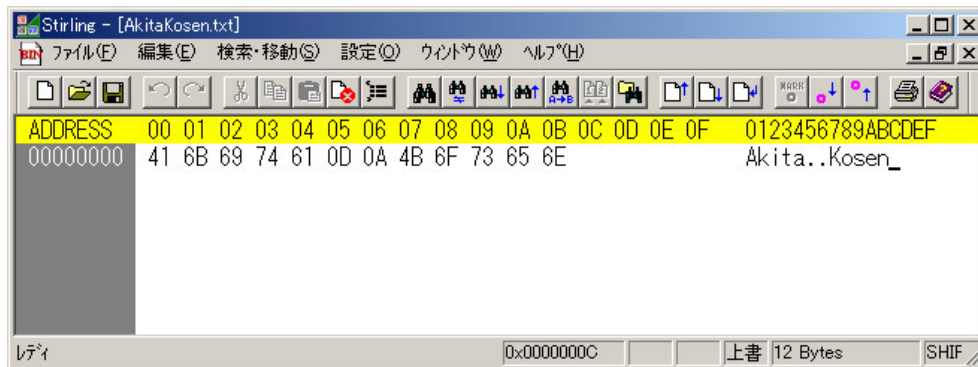 Stirling - [AkitaKosen.txt]
BIN ファイル(F) 編集(E) 検索・移動(S) 設定(O) ウィンドウ(W) ヘルプ(H)
A→B MARK
ADDRESS 00 01 02 03 04 05 06 07 08 09 0A 0B 0C 0D 0E 0F 0123456789ABCDEF
00000000 41 6B 69 74 61 0D 0A 4B 6F 73 65 6E Akita..Kosen_
レディ 0x0000000C 上書 12 Bytes SHIF